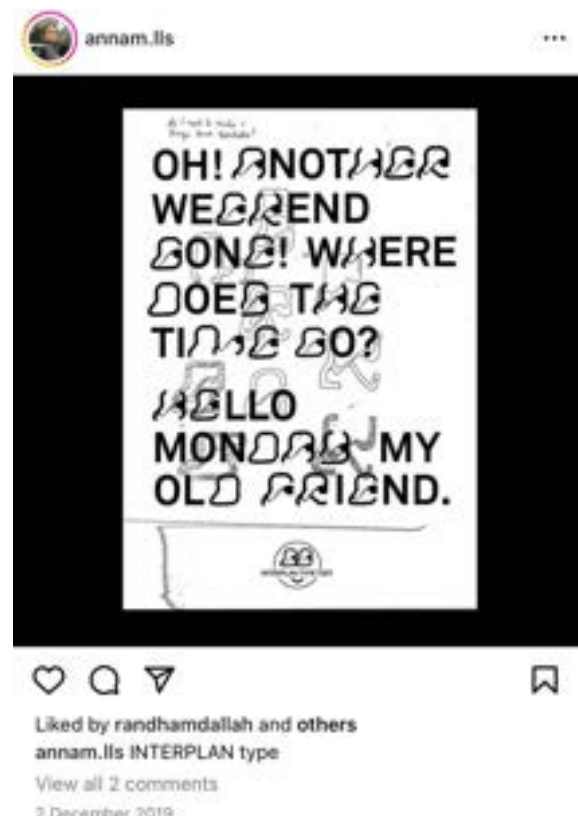 annam.lls
OH! ANOTHER
WEEKEND
GONE! WHERE
DOES THE
TIME GO?
HELLO
MONDAY MY
OLD FRIEND.
Liked by randhamdallah and others
annam.lls INTERPLAN type
View all 2 comments
2 December 2019